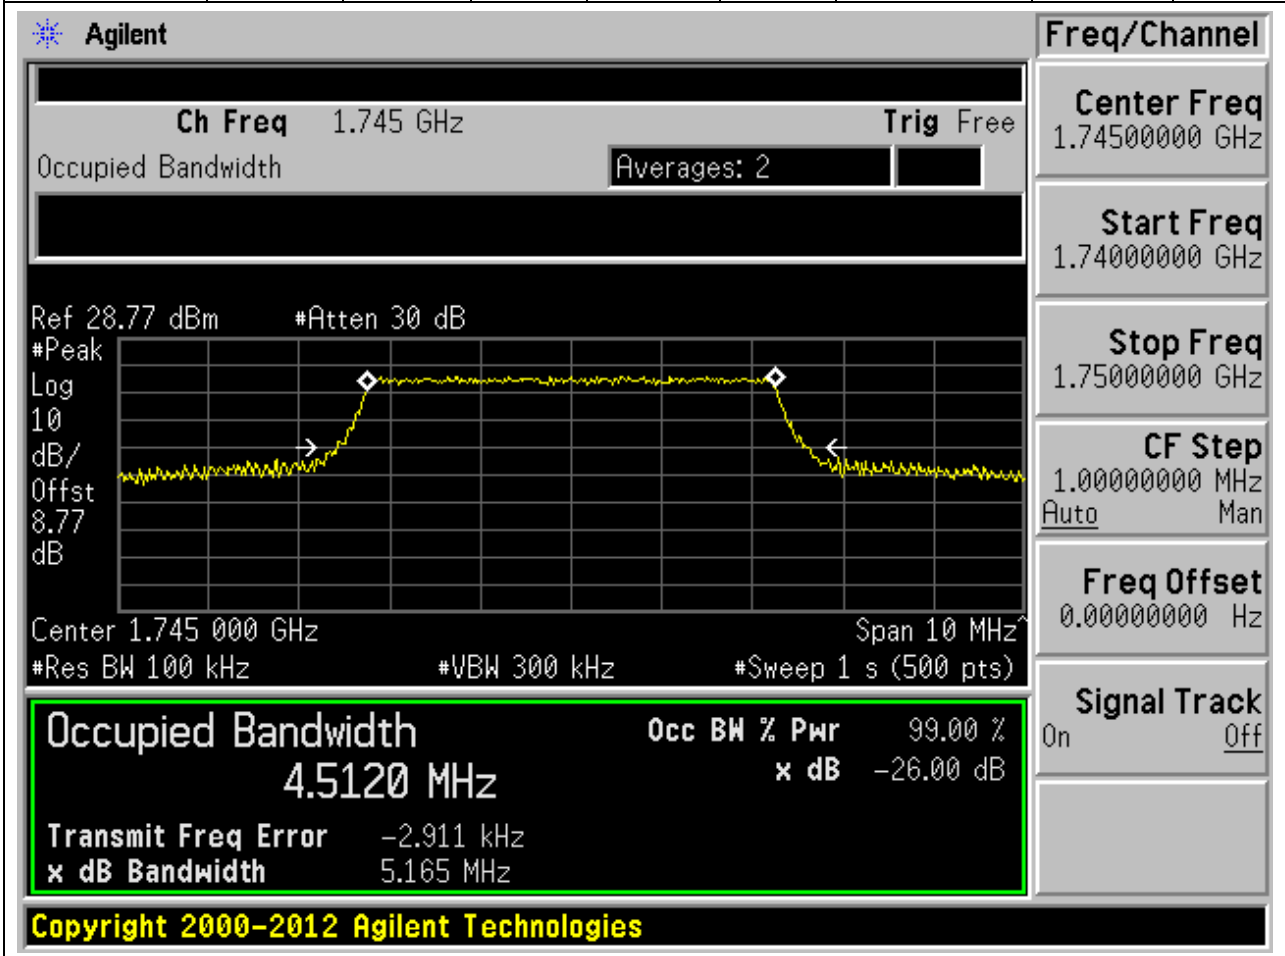 Agilent
Freq/Channel
Ch Freq 1.745 GHz Trig Free
Occupied Bandwidth Averages: 2
Center Freq
1.74500000 GHz
Start Freq
1.74000000 GHz
Stop Freq
1.75000000 GHz
CF Step
1.00000000 MHz
Auto Man
Freq Offset
0.00000000 Hz
Signal Track
On Off
Ref 28.77 dBm #Atten 30 dB
#Peak
Log
10
dB/
Offst
8.77
dB
Center 1.745 000 GHz Span 10 MHz^
#Res BW 100 kHz #VBW 300 kHz #Sweep 1 s (500 pts)
Occupied Bandwidth Occ BW % Pwr 99.00 %
4.5120 MHz x dB -26.00 dB
Transmit Freq Error -2.911 kHz
x dB Bandwidth 5.165 MHz
Copyright 2000-2012 Agilent Technologies